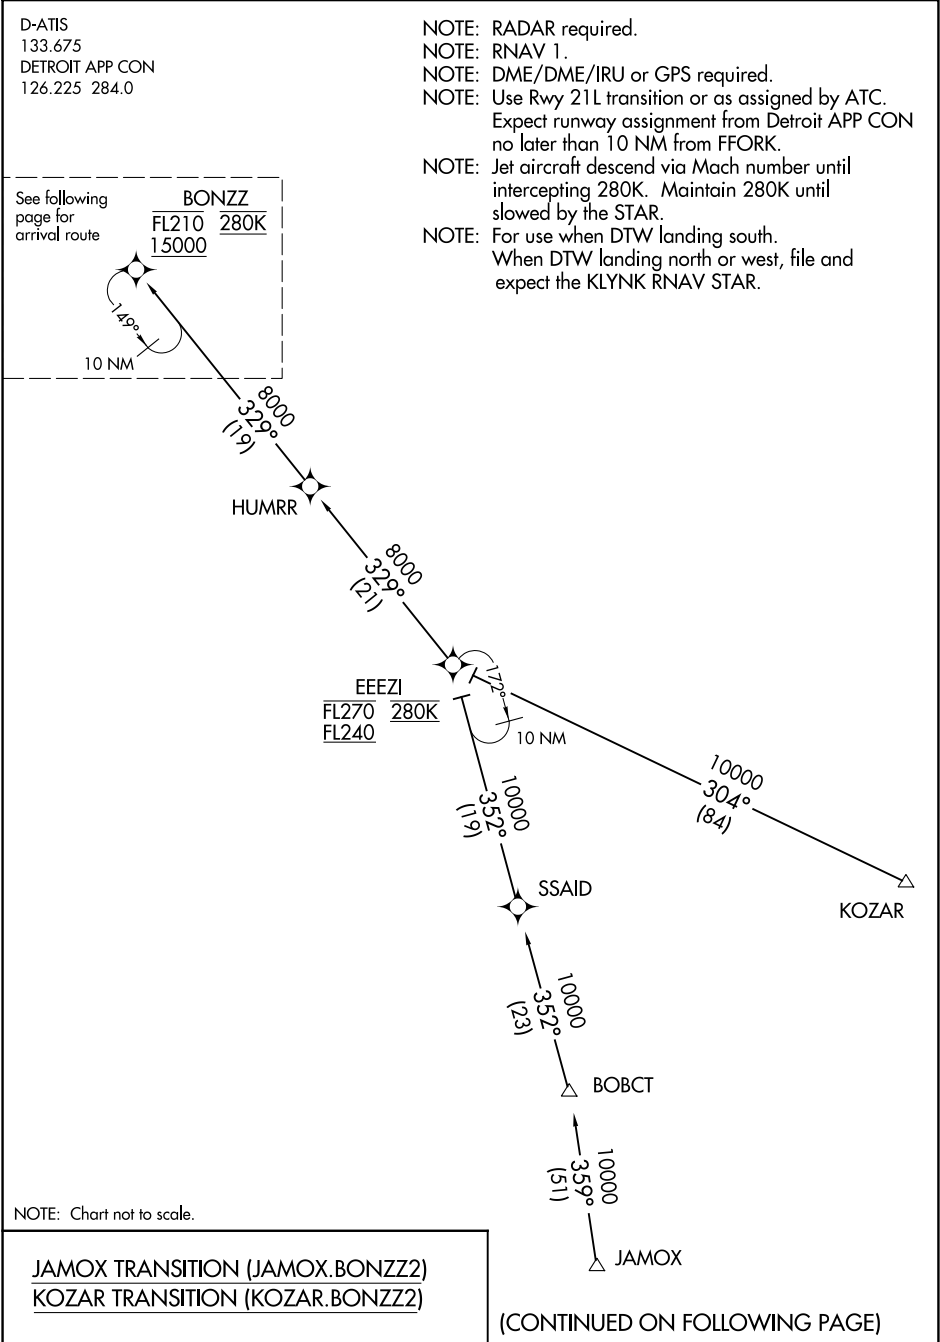 D-ATIS
133.675
DETROIT APP CON
126.225 284.0
NOTE: RADAR required.
NOTE: RNAV 1.
NOTE: DME/DME/IRU or GPS required.
NOTE: Use Rwy 21L transition or as assigned by ATC.
Expect runway assignment from Detroit APP CON
no later than 10 NM from FFORK.
NOTE: Jet aircraft descend via Mach number until
intercepting 280K. Maintain 280K until
slowed by the STAR.
NOTE: For use when DTW landing south.
When DTW landing north or west, file and
expect the KLYNK RNAV STAR.
See following
page for
arrival route
BONZZ
FL210 280K
15000
149°
10 NM
8000
329°
(19)
HUMRR
8000
329°
(21)
EEEZI
FL270 280K
FL240
172°
10 NM
10000
304°
(84)
KOZAR
10000
352°
(19)
SSAID
10000
352°
(23)
BOBCT
10000
359°
(51)
JAMOX
NOTE: Chart not to scale.
JAMOX TRANSITION (JAMOX.BONZZ2)
KOZAR TRANSITION (KOZAR.BONZZ2)
(CONTINUED ON FOLLOWING PAGE)